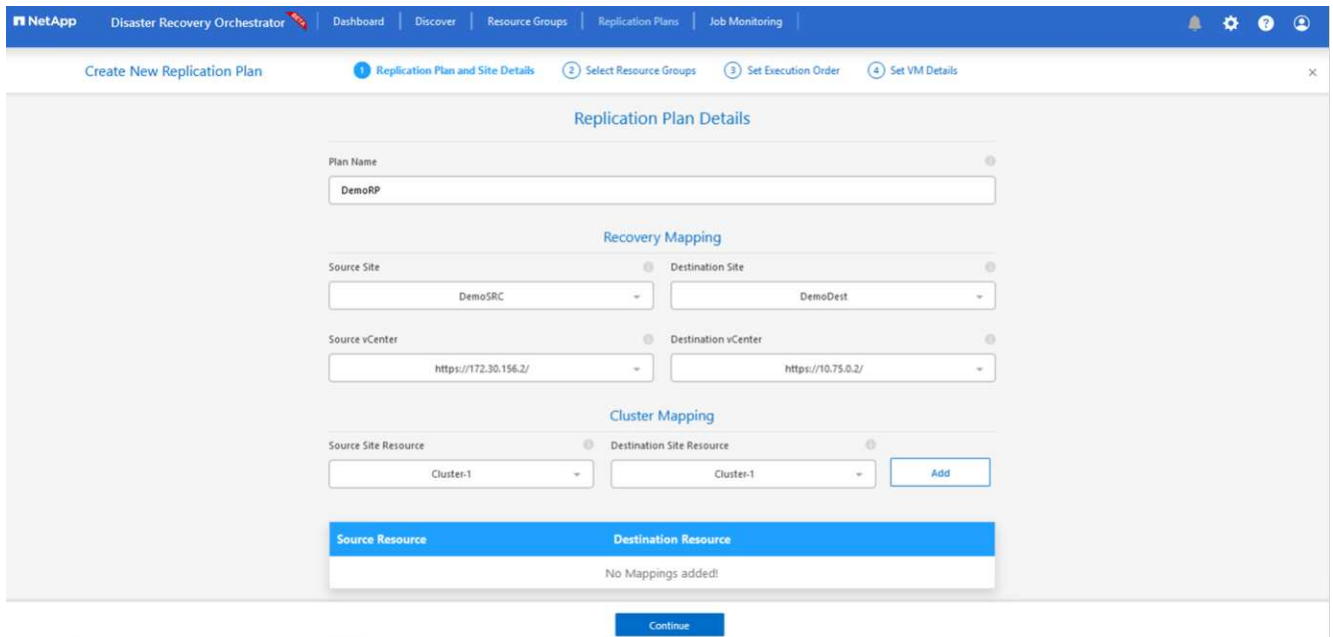 NetApp Disaster Recovery Orchestrator Dashboard Discover Resource Groups Replication Plans Job Monitoring
Create New Replication Plan 1 Replication Plan and Site Details 2 Select Resource Groups 3 Set Execution Order 4 Set VM Details
Replication Plan Details
Plan Name
DemoRP
Recovery Mapping
Source Site Destination Site
DemoSRC DemoDest
Source vCenter Destination vCenter
https://172.30.156.2/ https://10.75.0.2/
Cluster Mapping
Source Site Resource Destination Site Resource
Cluster-1 Cluster-1 Add
Source Resource Destination Resource
No Mappings added!
Continue